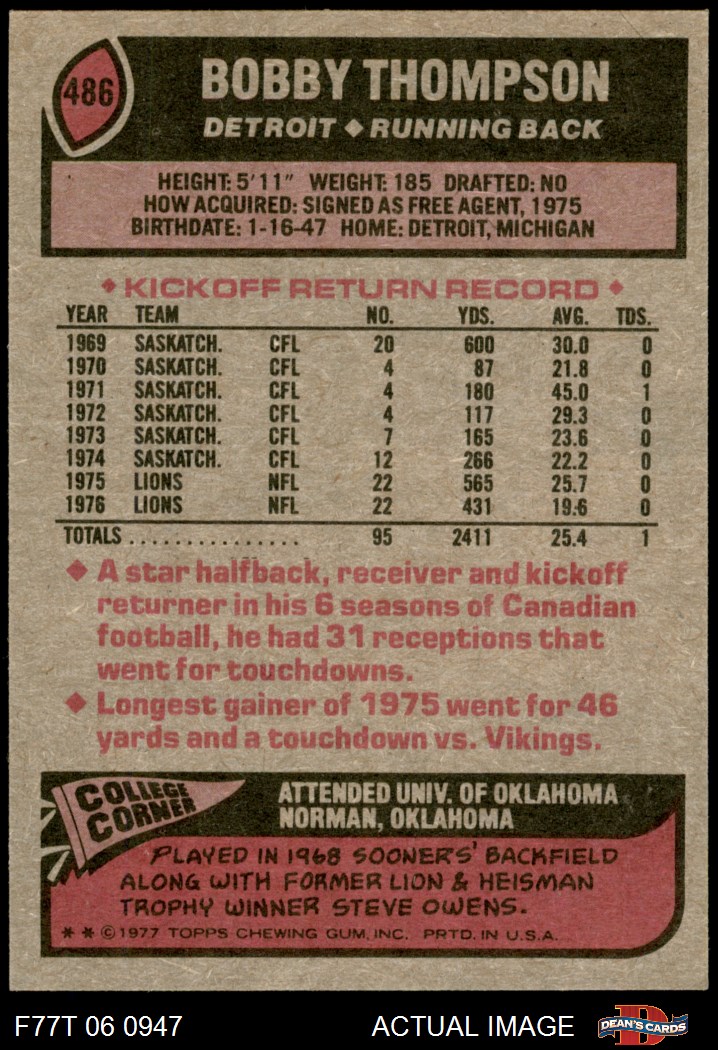 486
BOBBY THOMPSON
DETROIT ◆ RUNNING BACK
HEIGHT: 5'11" WEIGHT: 185 DRAFTED: NO
HOW ACQUIRED: SIGNED AS FREE AGENT, 1975
BIRTHDATE: 1-16-47 HOME: DETROIT, MICHIGAN
◆ KICKOFF RETURN RECORD ◆
YEAR TEAM NO. YDS. AVG. TDS.
1969 SASKATCH. CFL 20 600 30.0 0
1970 SASKATCH. CFL 4 87 21.8 0
1971 SASKATCH. CFL 4 180 45.0 1
1972 SASKATCH. CFL 4 117 29.3 0
1973 SASKATCH. CFL 7 165 23.6 0
1974 SASKATCH. CFL 12 266 22.2 0
1975 LIONS NFL 22 565 25.7 0
1976 LIONS NFL 22 431 19.6 0
TOTALS ............... 95 2411 25.4 1
◆ A star halfback, receiver and kickoff
returner in his 6 seasons of Canadian
football, he had 31 receptions that
went for touchdowns.
◆ Longest gainer of 1975 went for 46
yards and a touchdown vs. Vikings.
COLLEGE
CORNER
ATTENDED UNIV. OF OKLAHOMA
NORMAN, OKLAHOMA
PLAYED IN 1968 SOONERS' BACKFIELD
ALONG WITH FORMER LION & HEISMAN
TROPHY WINNER STEVE OWENS.
* * © 1977 TOPPS CHEWING GUM, INC. PRTD. IN U.S.A.
F77T 06 0947 ACTUAL IMAGE
D
DEAN'S CARDS